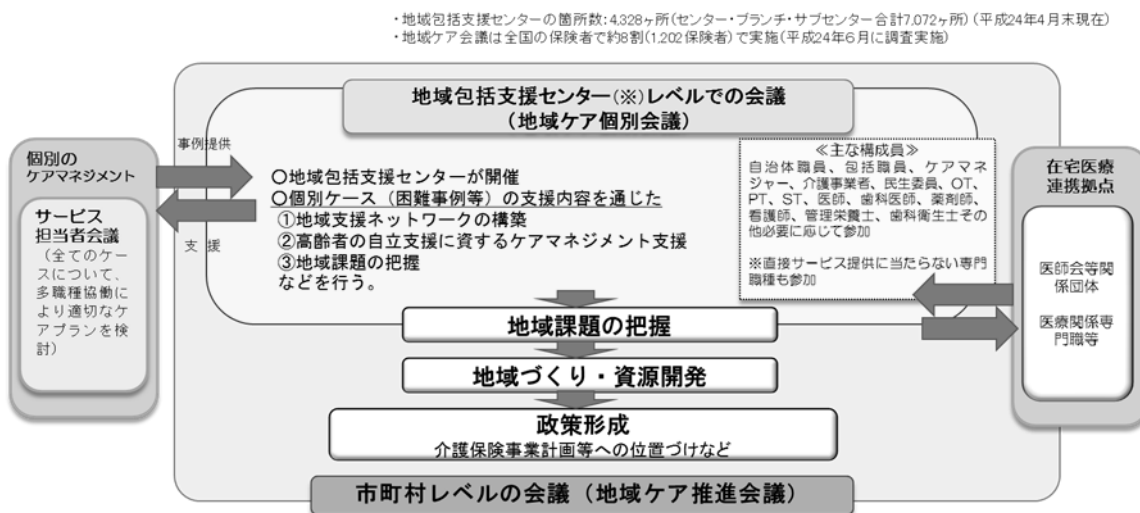 ・地域包括支援センターの箇所数:4,328ヶ所(センター・ブランチ・サブセンター合計7,072ヶ所)(平成24年4月末現在)
・地域ケア会議は全国の保険者で約8割(1,202保険者)で実施(平成24年6月に調査実施)
地域包括支援センター(※)レベルでの会議
(地域ケア個別会議)
事例提供
支援
個別の
ケアマネジメント
サービス
担当者会議
(全てのケー
スについて、
多職種協働に
より適切なケ
アプランを検
討)
○地域包括支援センターが開催
○個別ケース(困難事例等)の支援内容を通じた
①地域支援ネットワークの構築
②高齢者の自立支援に資するケアマネジメント支援
③地域課題の把握
などを行う。
≪主な構成員≫
自治体職員、包括職員、ケアマネ
ジャー、介護事業者、民生委員、OT、
PT、ST、医師、歯科医師、薬剤師、
看護師、管理栄養士、歯科衛生士その
他必要に応じて参加
※直接サービス提供に当たらない専門
職種も参加
在宅医療
連携拠点
医師会等関
係団体
医療関係専
門職等
地域課題の把握
地域づくり・資源開発
政策形成
介護保険事業計画等への位置づけなど
市町村レベルの会議(地域ケア推進会議)